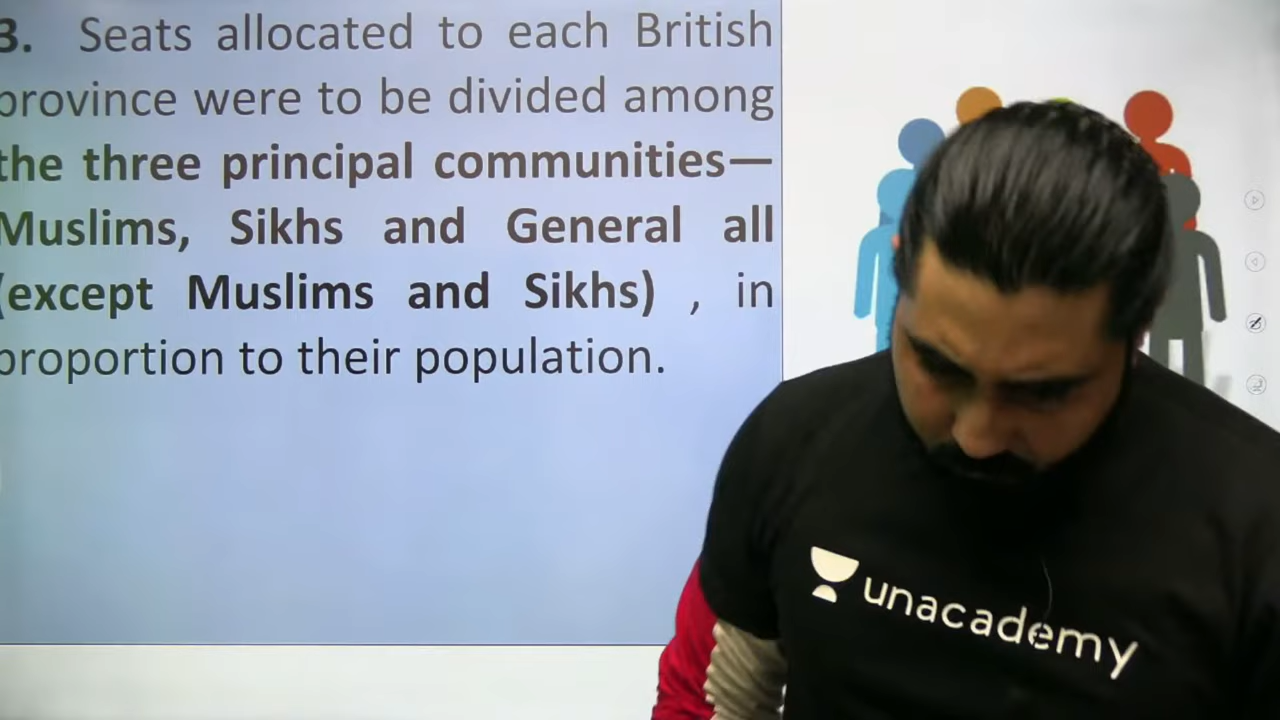 3. Seats allocated to each British
province were to be divided among
the three principal communities—
Muslims, Sikhs and General all
(except Muslims and Sikhs) , in
proportion to their population.
unacademy